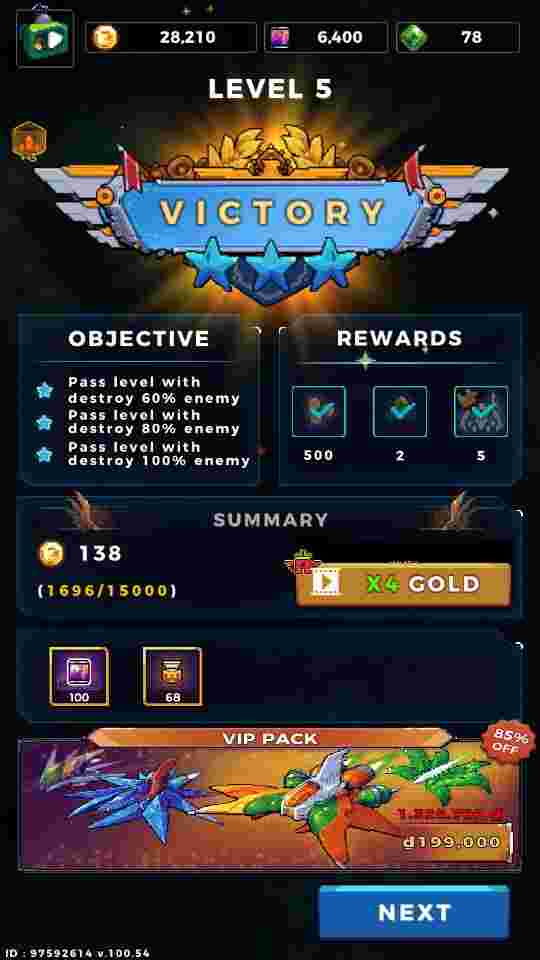 28,210
6,400
78
LEVEL 5
VICTORY
OBJECTIVE
Pass level with
destroy 60% enemy
Pass level with
destroy 80% enemy
Pass level with
destroy 100% enemy
REWARDS
500
2
5
SUMMARY
138
(1696/15000)
X4 GOLD
100
68
VIP PACK
85%
OFF
đ199,000
NEXT
ID : 97592614 v.100.54